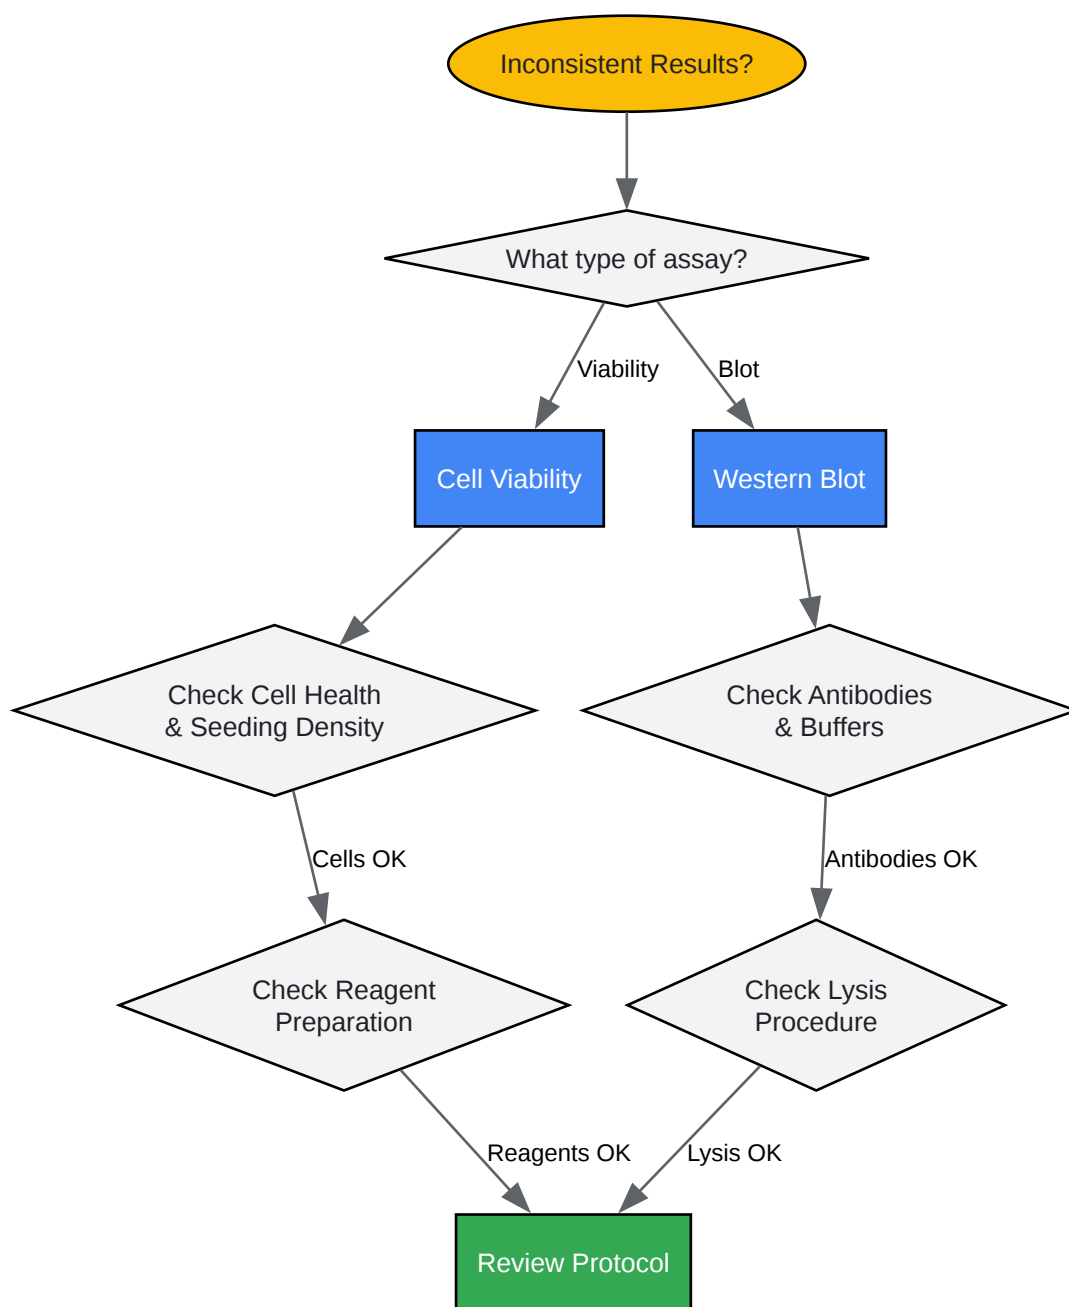 Inconsistent Results?
What type of assay?
Viability
Blot
Cell Viability
Western Blot
Check Cell Health
& Seeding Density
Check Antibodies
& Buffers
Cells OK
Antibodies OK
Check Reagent
Preparation
Check Lysis
Procedure
Reagents OK
Lysis OK
Review Protocol